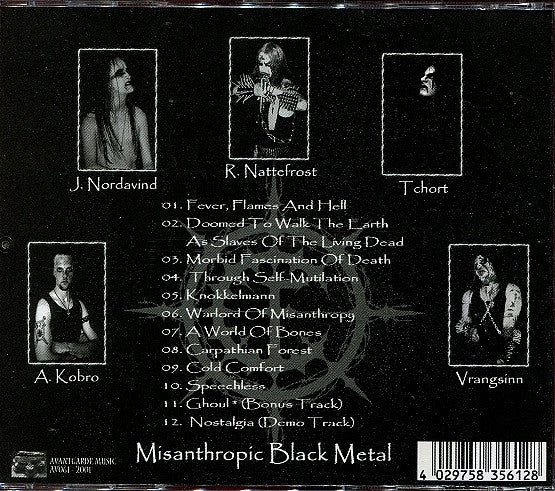 J. Nordavind
R. Nattefrost
Tchort
'01. Fever, Flames And Hell
02. Doomed To Walk The Earth
As Slaves Of The Living Dead
03. Morbid Fascination Of Death
04. Through Self-Mutilation
05. Knokkelmann
06. Warlord Of Misanthropy
07. A World Of Bones
08. Carpathian Forest
09. Cold Comfort
10. Speechless
11. Ghoul * (Bonus Track)
12. Nostalgia (Demo Track)
A. Kobro
Vrangsinn
Misanthropic Black Metal
AVANTGARDE MUSIC
AV061 - 2001
4 029758 356128